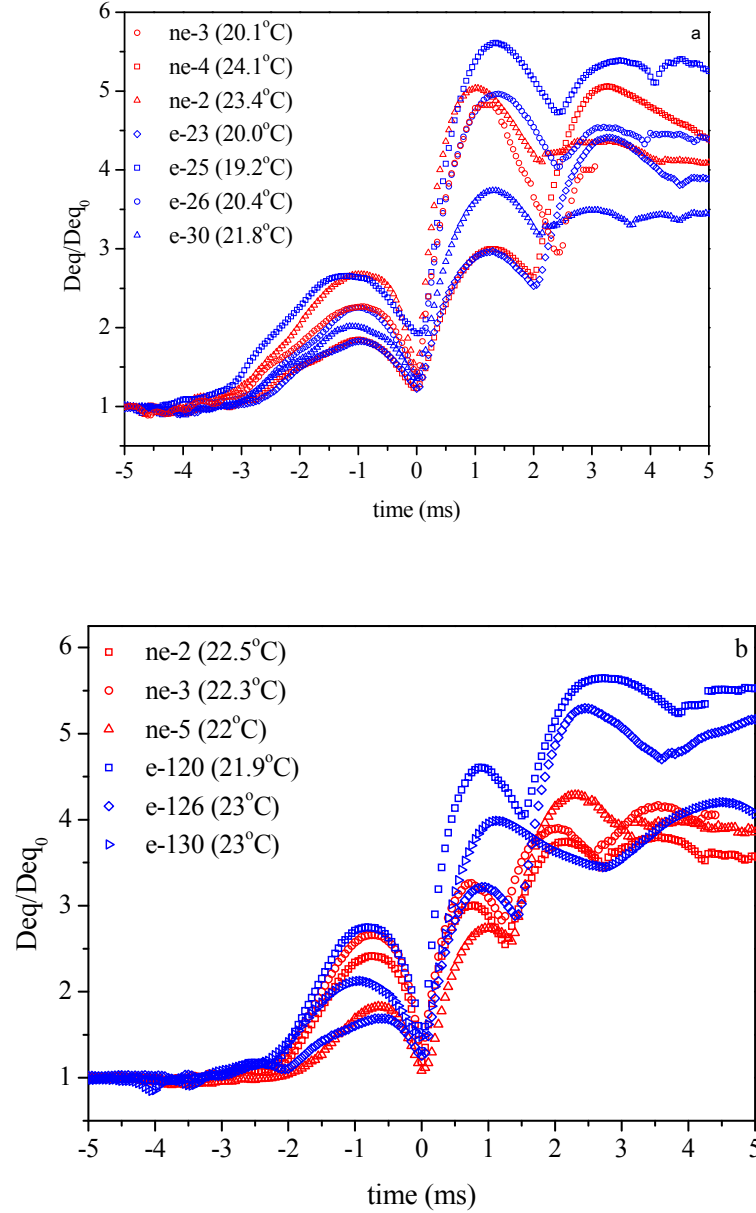 6
a
ne-3 (20.1°C)
ne-4 (24.1°C)
ne-2 (23.4°C)
e-23 (20.0°C)
e-25 (19.2°C)
e-26 (20.4°C)
e-30 (21.8°C)
5
4
3
2
1
Deq/Deq₀
-5 -4 -3 -2 -1 0 1 2 3 4 5
time (ms)
6
b
ne-2 (22.5°C)
ne-3 (22.3°C)
ne-5 (22°C)
e-120 (21.9°C)
e-126 (23°C)
e-130 (23°C)
5
4
3
2
1
Deq/Deq₀
-5 -4 -3 -2 -1 0 1 2 3 4 5
time (ms)